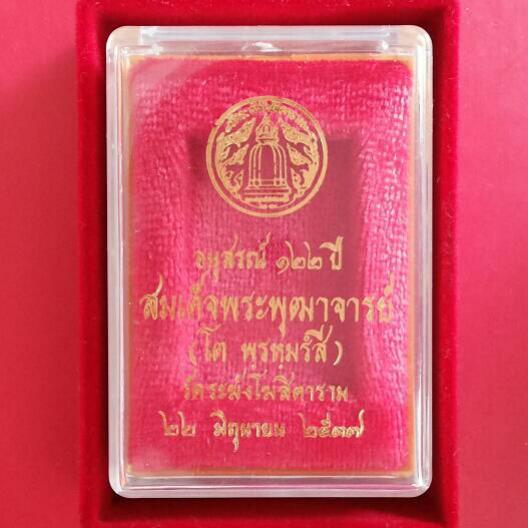 อนุสรณ์ ๑๒๒ ปี
สมเด็จพระพุฒาจารย์
(โต พรหมรํสี)
วัดระฆังโฆสิตาราม
๒๒ มิถุนายน ๒๕๓๗